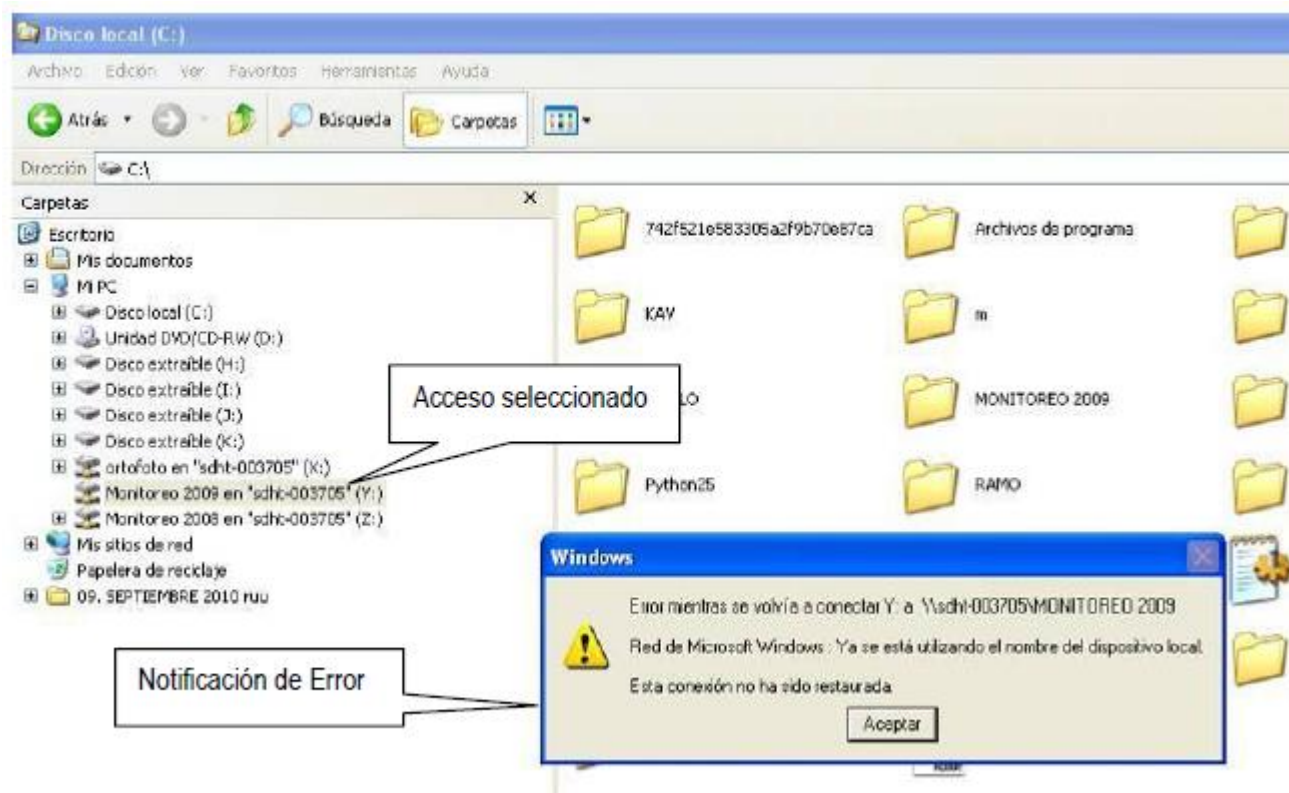 Disco local (C:)
Archivo Edición Ver Favoritos Herramientas Ayuda
Atrás Búsqueda Carpetas
Dirección C:\
Carpetas X
Escritorio
Mis documentos
Mi PC
Disco local (C:)
Unidad DVD/CD-RW (D:)
Disco extraíble (H:)
Disco extraíble (I:)
Disco extraíble (J:)
Disco extraíble (K:)
ortofoto en "sdht-003705" (X:)
Monitoreo 2009 en "sdht-003705" (Y:)
Monitoreo 2008 en "sdht-003705" (Z:)
Mis sitios de red
Papelera de reciclaje
09. SEPTIEMBRE 2010 ruu
742f521e583305a2f9b70e87ca
Archivos de programa
KAV
m
LO
MONITOREO 2009
Python25
RAMO
Acceso seleccionado
Notificación de Error
Windows
Error mientras se volvía a conectar Y: a \\sdht-003705\MONITOREO 2009
Red de Microsoft Windows : Ya se está utilizando el nombre del dispositivo local.
Esta conexión no ha sido restaurada.
Aceptar